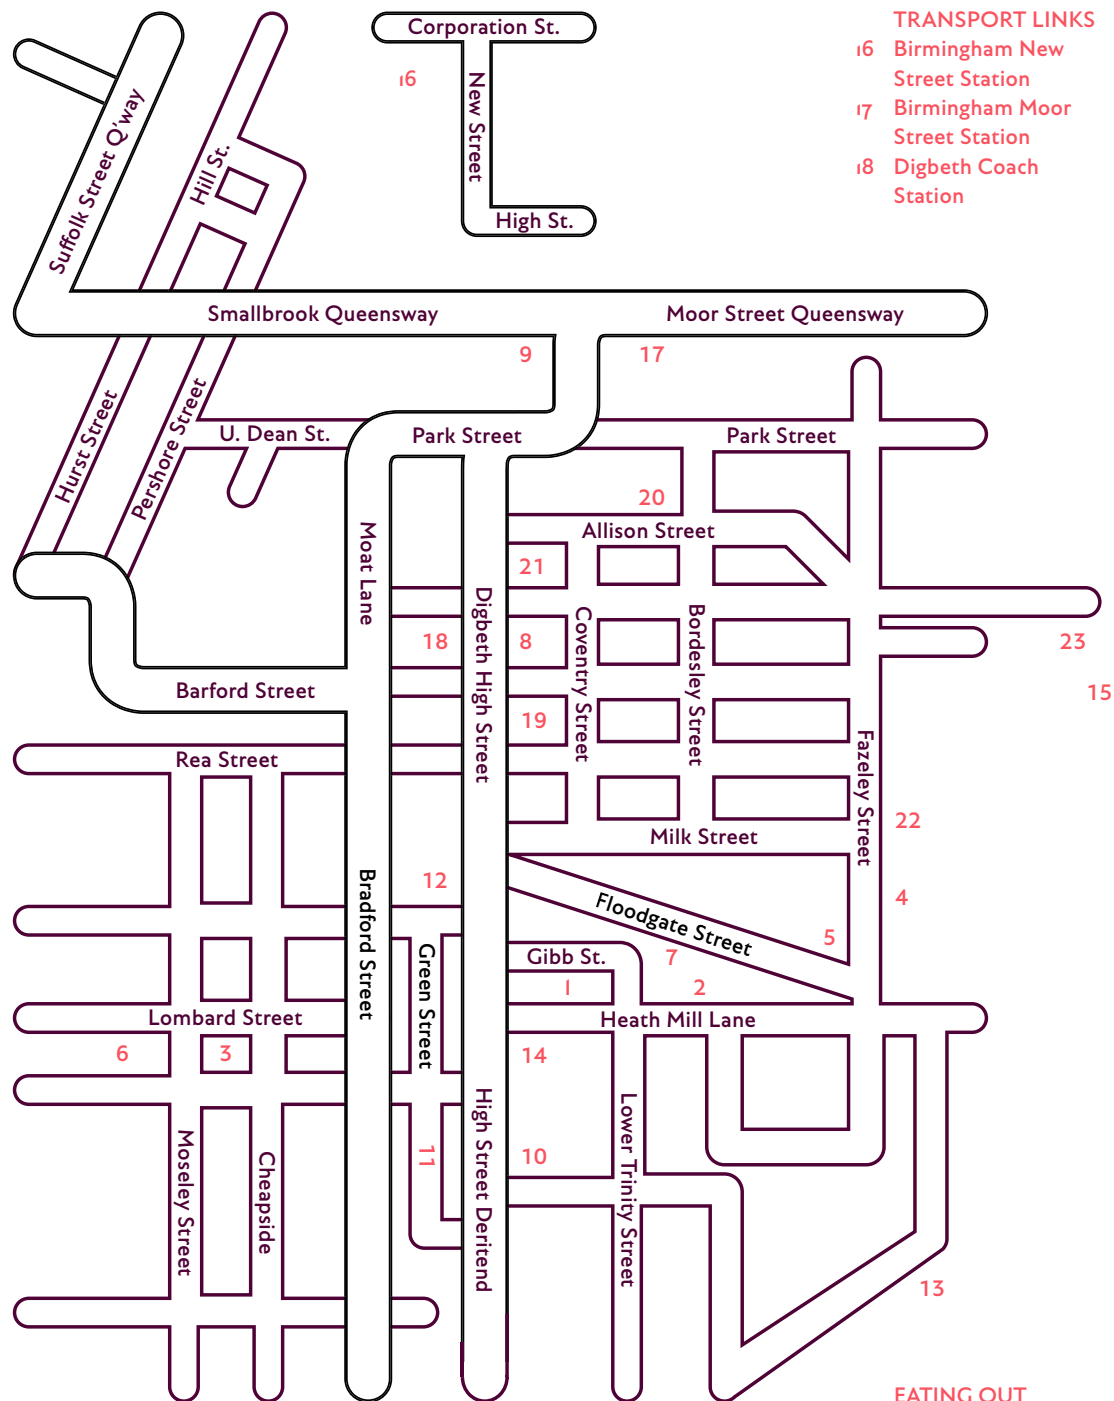 Corporation St.
TRANSPORT LINKS
16 Birmingham New
Street Station
17 Birmingham Moor
Street Station
18 Digbeth Coach
Station
16
New Street
High St.
Suffolk Street Q'way
Hill St.
Smallbrook Queensway
Moor Street Queensway
9
17
Hurst Street
Pershore Street
U. Dean St.
Park Street
Park Street
20
Allison Street
Moat Lane
21
Digbeth High Street
Coventry Street
Bordesley Street
18
8
23
15
Barford Street
19
Rea Street
Fazeley Street
22
Milk Street
12
4
Bradford Street
Floodgate Street
5
7
Green Street
Gibb St.
1
2
Lombard Street
Heath Mill Lane
6
3
14
High Street Deritend
Lower Trinity Street
Moseley Street
Cheapside
11
10
13
EATING OUT